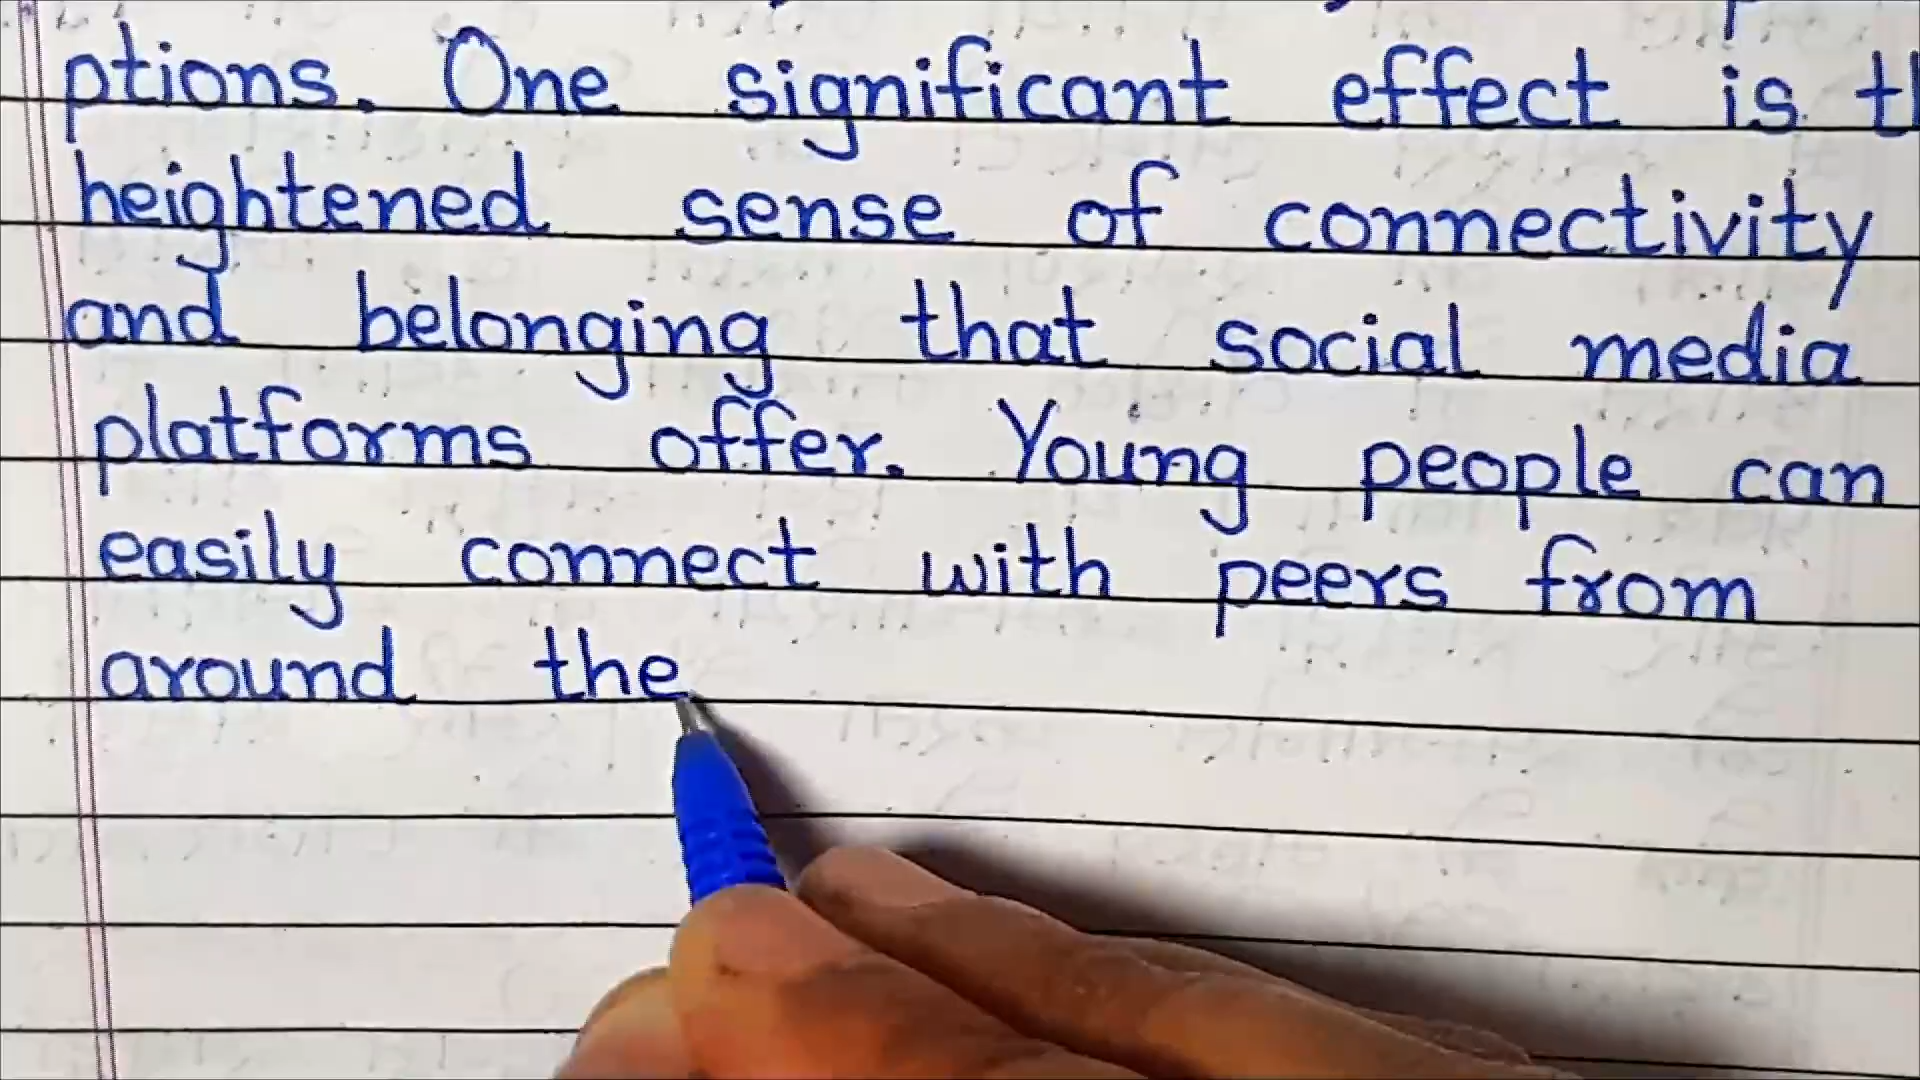 ptions. One significant effect is th
heightened sense of connectivity
and belonging that social media
platforms offer. Young people can
easily connect with peers from
around the